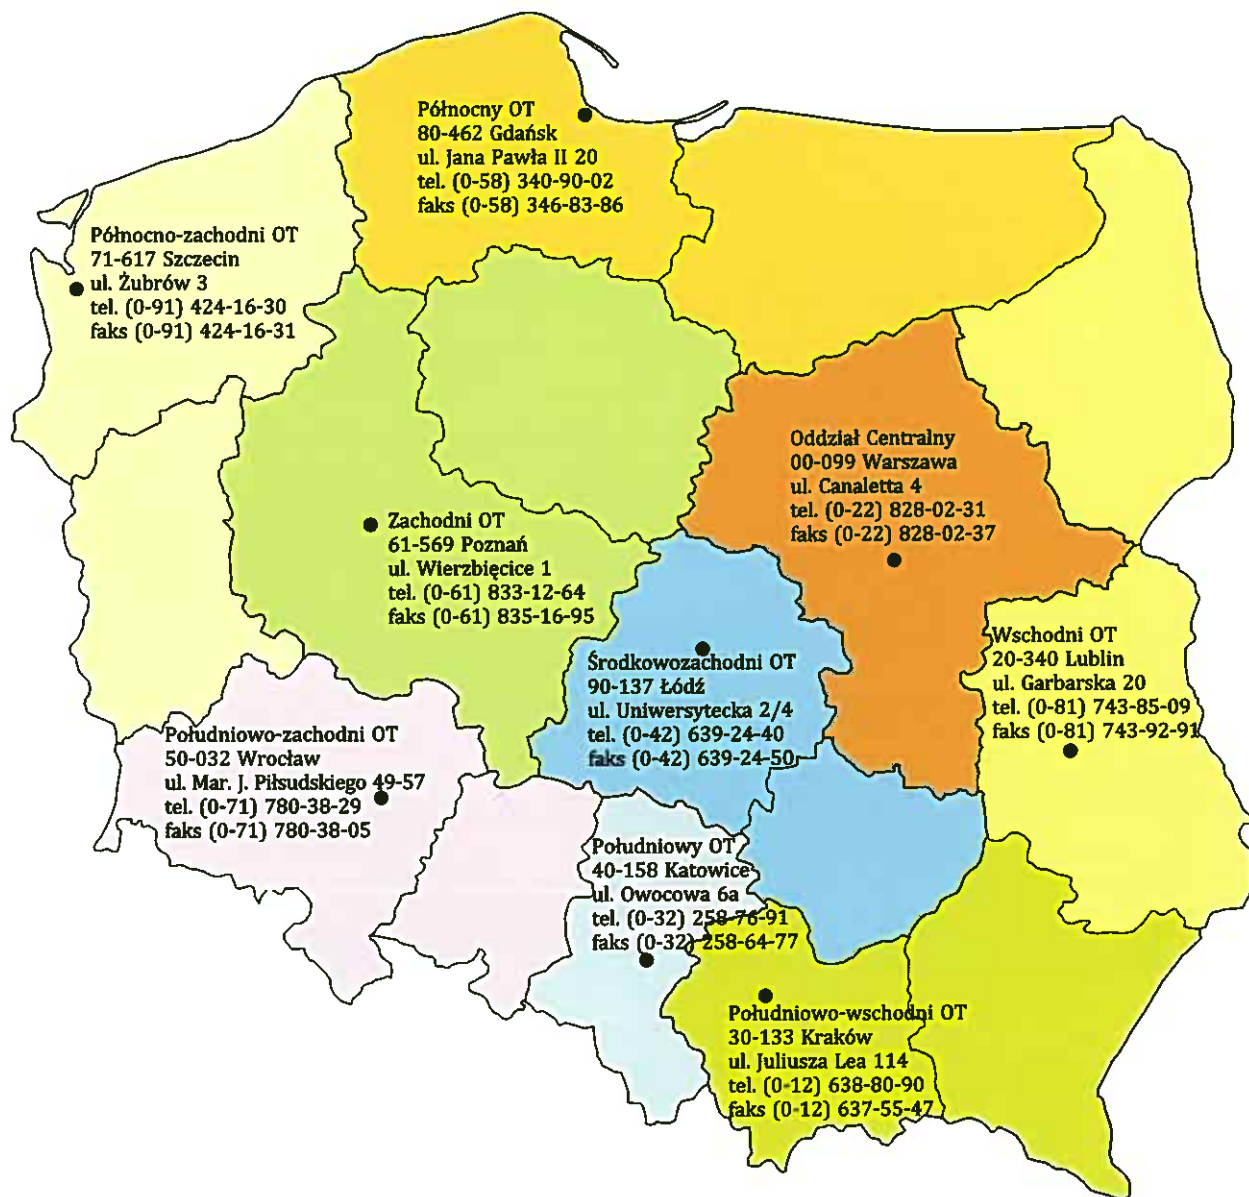 Północny OT
80-462 Gdańsk
ul. Jana Pawła II 20
tel. (0-58) 340-90-02
faks (0-58) 346-83-86
Północno-zachodni OT
71-617 Szczecin
ul. Żubrów 3
tel. (0-91) 424-16-30
faks (0-91) 424-16-31
Oddział Centralny
00-099 Warszawa
ul. Canaletta 4
tel. (0-22) 828-02-31
faks (0-22) 828-02-37
Zachodni OT
61-569 Poznań
ul. Wierzbięcice 1
tel. (0-61) 833-12-64
faks (0-61) 835-16-95
Środkowozachodni OT
90-137 Łódź
ul. Uniwersytecka 2/4
tel. (0-42) 639-24-40
faks (0-42) 639-24-50
Wschodni OT
20-340 Lublin
ul. Garbarska 20
tel. (0-81) 743-85-09
faks (0-81) 743-92-91
Południowo-zachodni OT
50-032 Wrocław
ul. Mar. J. Piłsudskiego 49-57
tel. (0-71) 780-38-29
faks (0-71) 780-38-05
Południowy OT
40-158 Katowice
ul. Owocowa 6a
tel. (0-32) 258-76-91
faks (0-32) 258-64-77
Południowo-wschodni OT
30-133 Kraków
ul. Juliusza Lea 114
tel. (0-12) 638-80-90
faks (0-12) 637-55-47